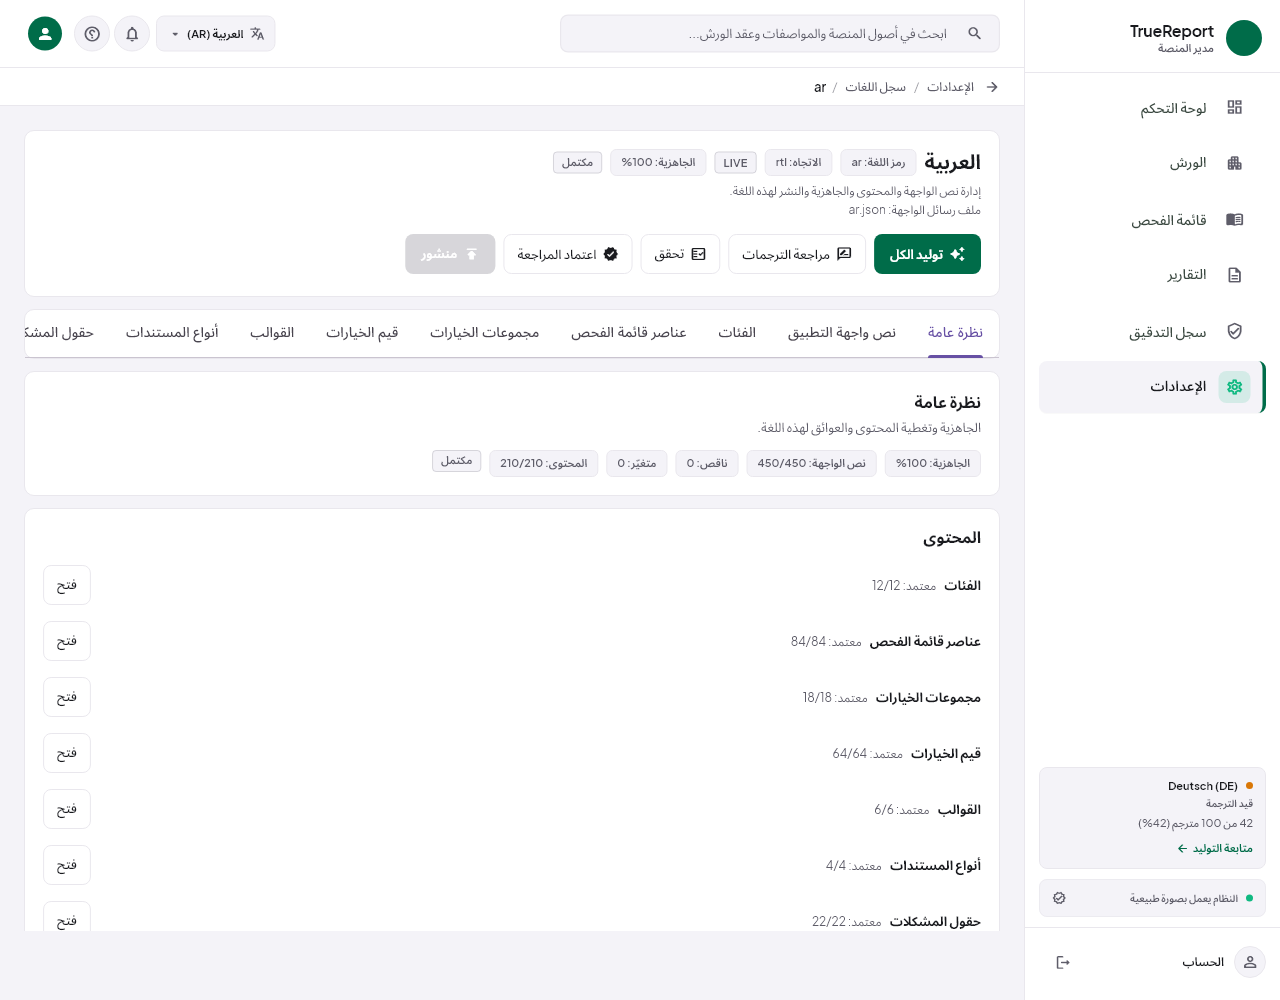 TrueReport
مدير المنصة
لوحة التحكم
الورش
قائمة الفحص
التقارير
سجل التدقيق
الإعدادات
Deutsch (DE)
قيد الترجمة
42 من 100 مترجم (42%)
متابعة التوليد
النظام يعمل بصورة طبيعية
الحساب
ابحث في أصول المنصة والمواصفات وعقد الورش...
العربية (AR)
الإعدادات / سجل اللغات / ar
العربية رمز اللغة: ar الاتجاه: rtl LIVE الجاهزية: 100% مكتمل
إدارة نص الواجهة والمحتوى والجاهزية والنشر لهذه اللغة.
ملف رسائل الواجهة: ar.json
توليد الكل مراجعة الترجمات تحقق اعتماد المراجعة منشور
نظرة عامة نص واجهة التطبيق الفئات عناصر قائمة الفحص مجموعات الخيارات قيم الخيارات القوالب أنواع المستندات حقول المشك
نظرة عامة
الجاهزية وتغطية المحتوى والعوائق لهذه اللغة.
الجاهزية: 100% نص الواجهة: 450/450 ناقص: 0 متغيّر: 0 المحتوى: 210/210 مكتمل
المحتوى
الفئات معتمد: 12/12 فتح
عناصر قائمة الفحص معتمد: 84/84 فتح
مجموعات الخيارات معتمد: 18/18 فتح
قيم الخيارات معتمد: 64/64 فتح
القوالب معتمد: 6/6 فتح
أنواع المستندات معتمد: 4/4 فتح
حقول المشكلات معتمد: 22/22 فتح